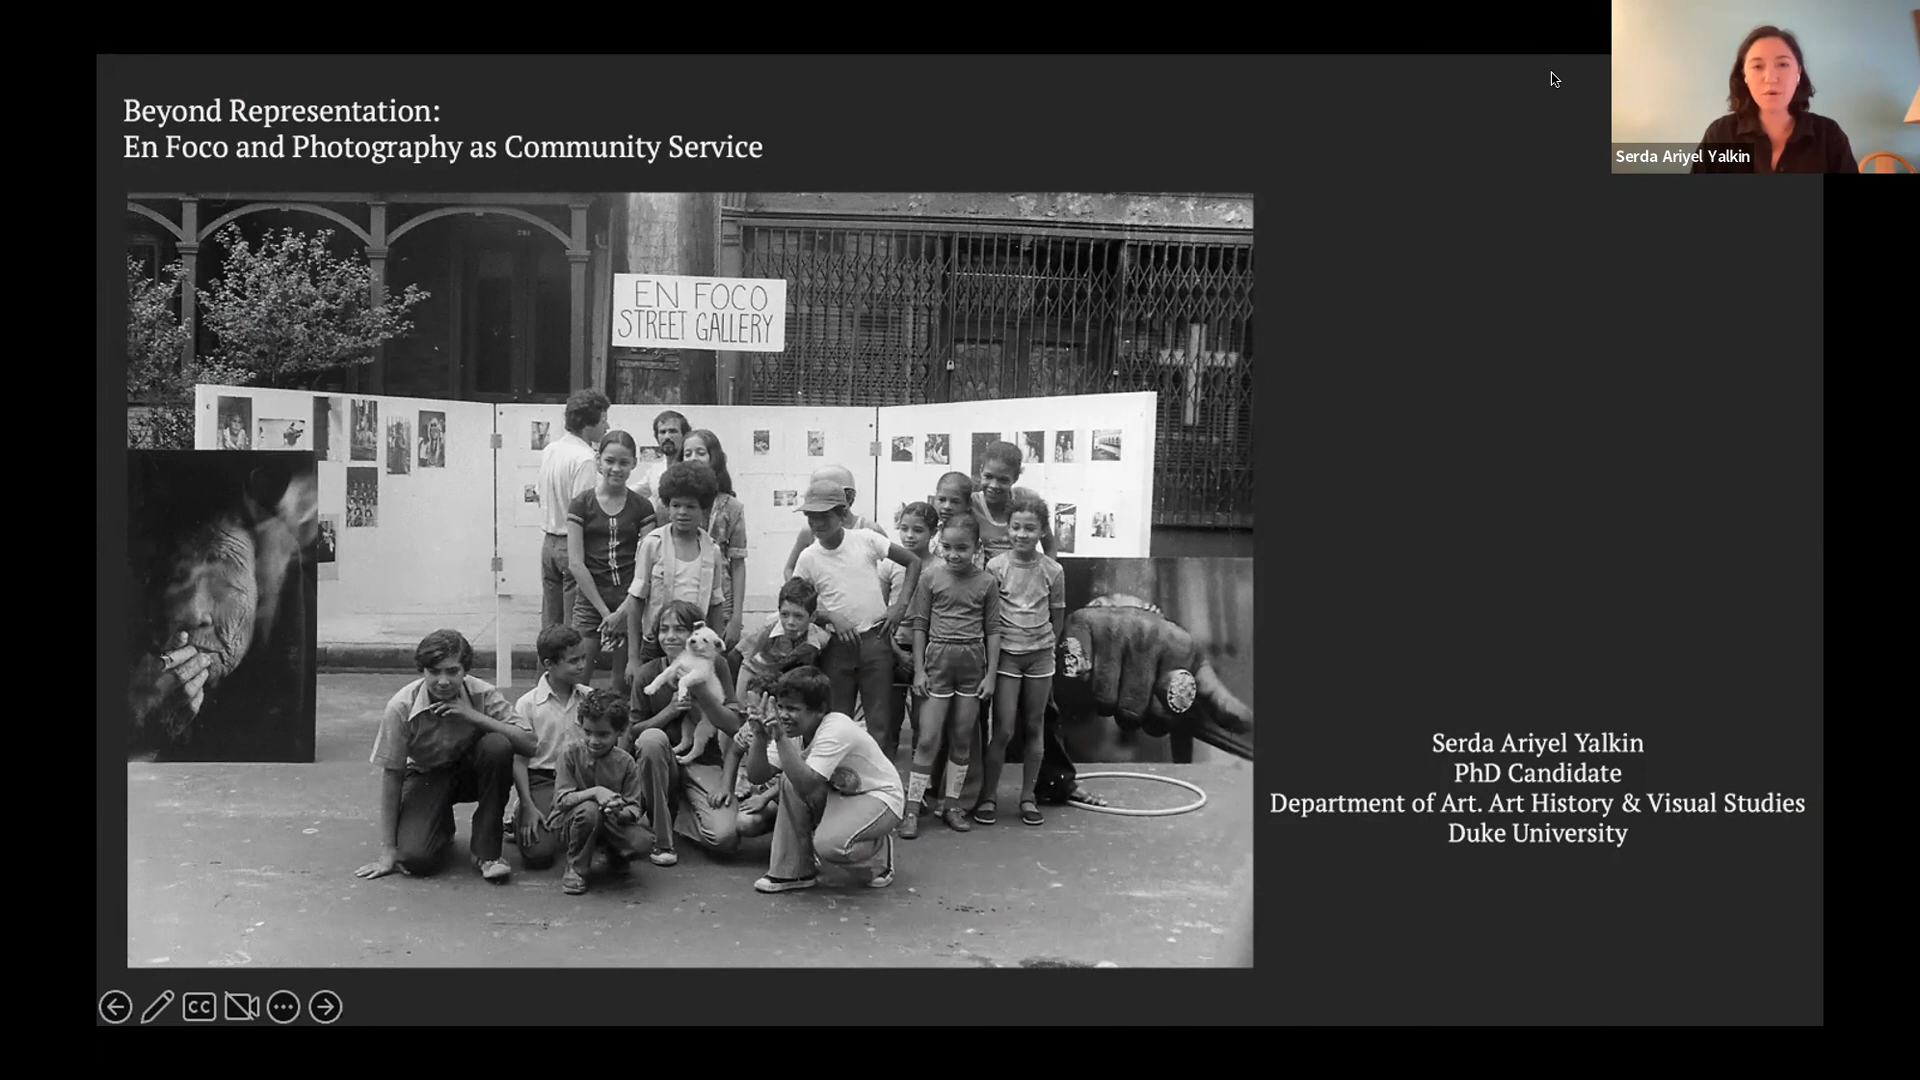 Beyond Representation:
En Foco and Photography as Community Service
Serda Ariyel Yalkin
EN FOCO
STREET GALLERY
Serda Ariyel Yalkin
PhD Candidate
Department of Art. Art History & Visual Studies
Duke University
CC